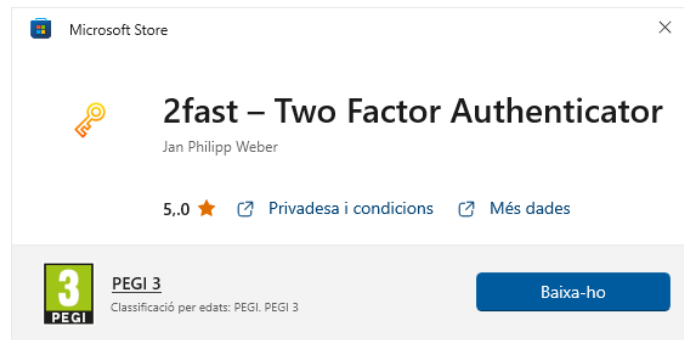 Microsoft Store
2fast – Two Factor Authenticator
Jan Philipp Weber
5,.0
Privadesa i condicions
Més dades
3
PEGI
PEGI 3
Classificació per edats: PEGI. PEGI 3
Baixa-ho